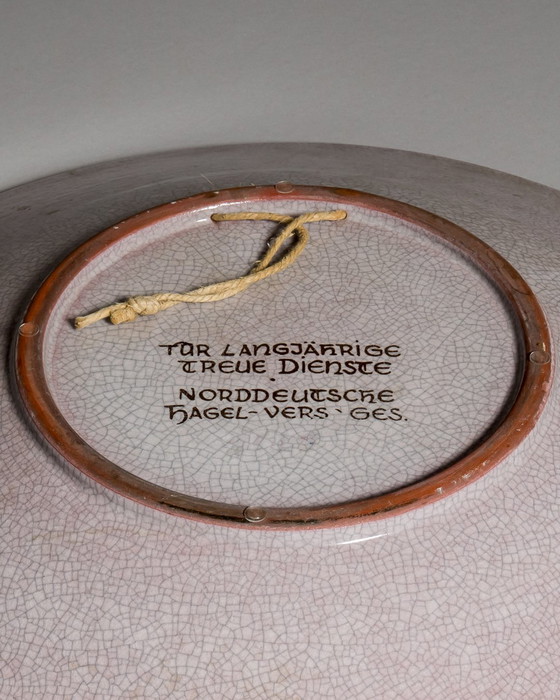 FÜR LANGJÄHRIGE
TREUE DIENSTE
NORDDEUTSCHE
HAGEL-VERS. GES.